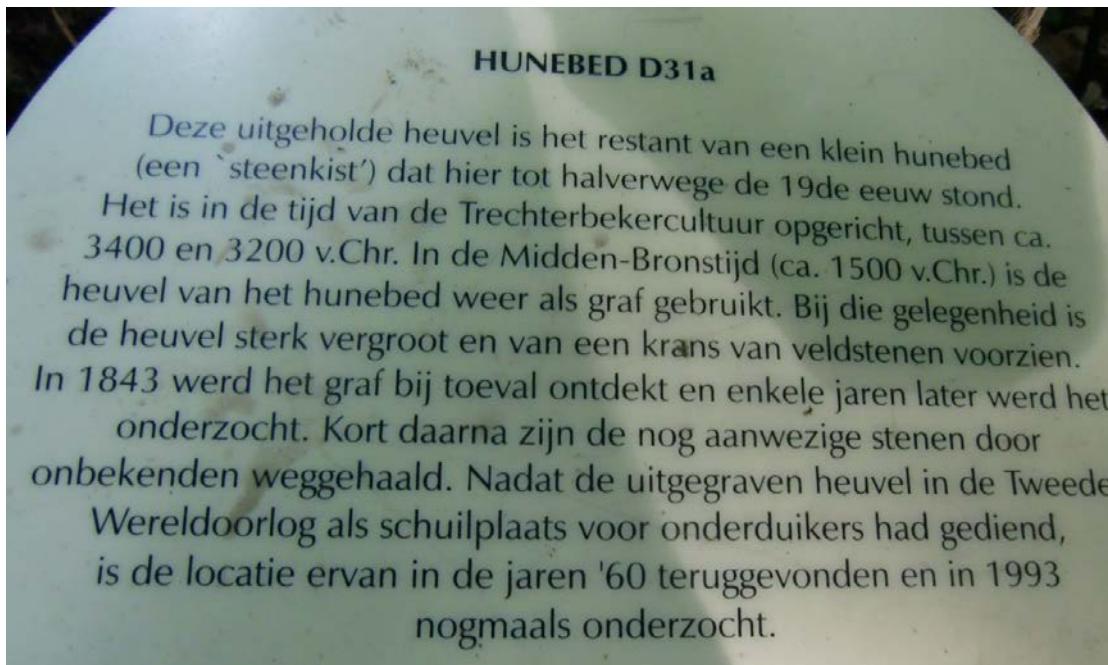 HUNEBED D31a
Deze uitgeholde heuvel is het restant van een klein hunebed
(een `steenkist') dat hier tot halverwege de 19de eeuw stond.
Het is in de tijd van de Trechterbekercultuur opgericht, tussen ca.
3400 en 3200 v.Chr. In de Midden-Bronstijd (ca. 1500 v.Chr.) is de
heuvel van het hunebed weer als graf gebruikt. Bij die gelegenheid is
de heuvel sterk vergroot en van een krans van veldstenen voorzien.
In 1843 werd het graf bij toeval ontdekt en enkele jaren later werd het
onderzocht. Kort daarna zijn de nog aanwezige stenen door
onbekenden weggehaald. Nadat de uitgegraven heuvel in de Tweede
Wereldoorlog als schuilplaats voor onderduikers had gediend,
is de locatie ervan in de jaren '60 teruggevonden en in 1993
nogmaals onderzocht.